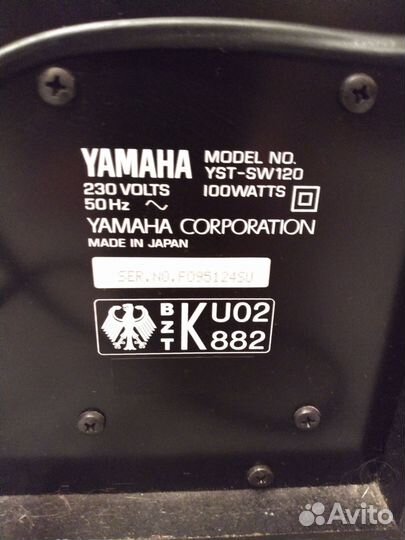 YAMAHA MODEL NO. YST-SW120
230 VOLTS 100WATTS
50Hz ~
YAMAHA CORPORATION
MADE IN JAPAN
SER.NO.F095124SU
BZT K U02 882
Avito